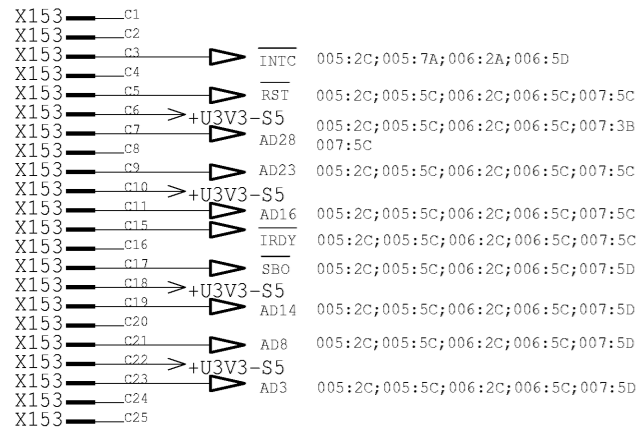 X153 C1
X153 C2
X153 C3 INTC 005:2C;005:7A;006:2A;006:5D
X153 C4
X153 C5 RST 005:2C;005:5C;006:2C;006:5C;007:5C
X153 C6 +U3V3-S5
X153 C7 AD28 005:2C;005:5C;006:2C;006:5C;007:3B
007:5C
X153 C8
X153 C9 AD23 005:2C;005:5C;006:2C;006:5C;007:5C
X153 C10 +U3V3-S5
X153 C11 AD16 005:2C;005:5C;006:2C;006:5C;007:5C
X153 C15 IRDY 005:2C;005:5C;006:2C;006:5C;007:5C
X153 C16
X153 C17 SBO 005:2C;005:5C;006:2C;006:5C;007:5D
X153 C18 +U3V3-S5
X153 C19 AD14 005:2C;005:5C;006:2C;006:5C;007:5D
X153 C20
X153 C21 AD8 005:2C;005:5C;006:2C;006:5C;007:5D
X153 C22 +U3V3-S5
X153 C23 AD3 005:2C;005:5C;006:2C;006:5C;007:5D
X153 C24
X153 C25